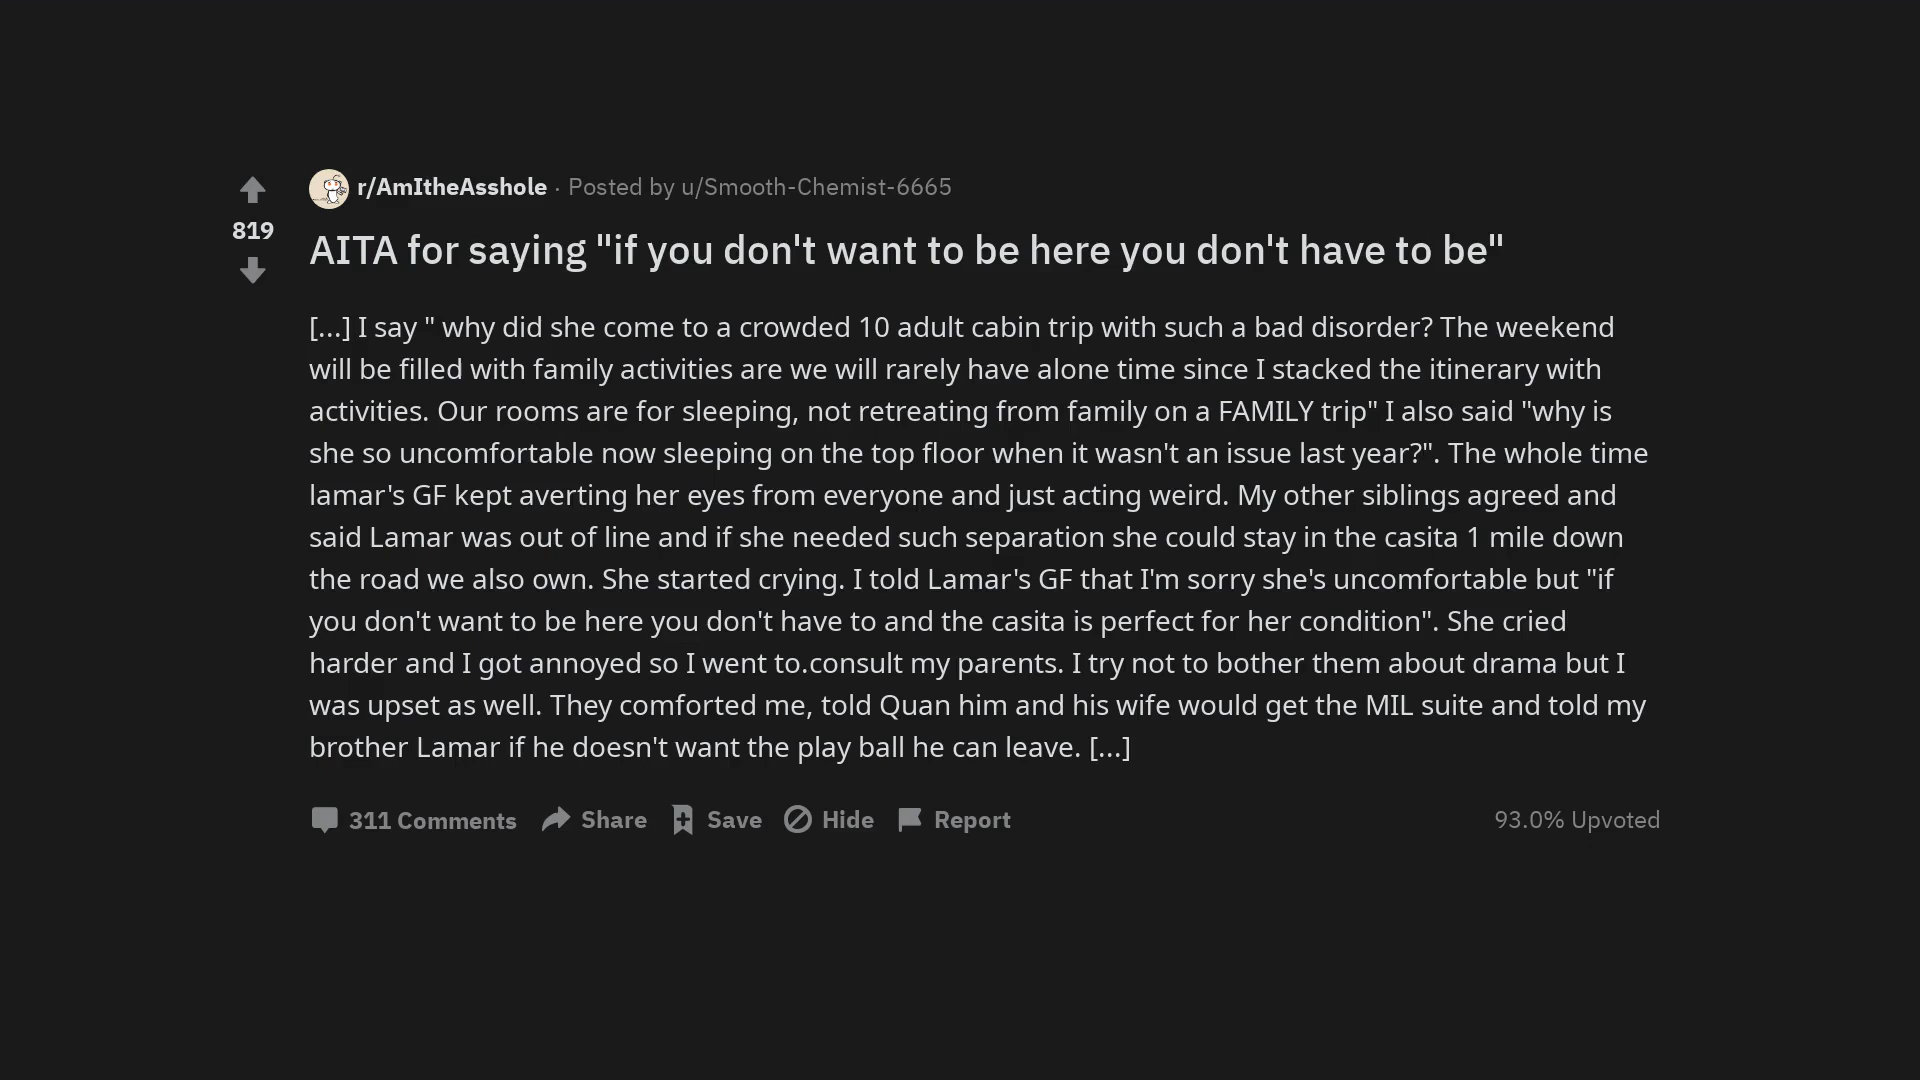 r/AmItheAsshole · Posted by u/Smooth-Chemist-6665
819
AITA for saying "if you don't want to be here you don't have to be"
[...] I say " why did she come to a crowded 10 adult cabin trip with such a bad disorder? The weekend
will be filled with family activities are we will rarely have alone time since I stacked the itinerary with
activities. Our rooms are for sleeping, not retreating from family on a FAMILY trip" I also said "why is
she so uncomfortable now sleeping on the top floor when it wasn't an issue last year?". The whole time
lamar's GF kept averting her eyes from everyone and just acting weird. My other siblings agreed and
said Lamar was out of line and if she needed such separation she could stay in the casita 1 mile down
the road we also own. She started crying. I told Lamar's GF that I'm sorry she's uncomfortable but "if
you don't want to be here you don't have to and the casita is perfect for her condition". She cried
harder and I got annoyed so I went to.consult my parents. I try not to bother them about drama but I
was upset as well. They comforted me, told Quan him and his wife would get the MIL suite and told my
brother Lamar if he doesn't want the play ball he can leave. [...]
311 Comments Share Save Hide Report 93.0% Upvoted